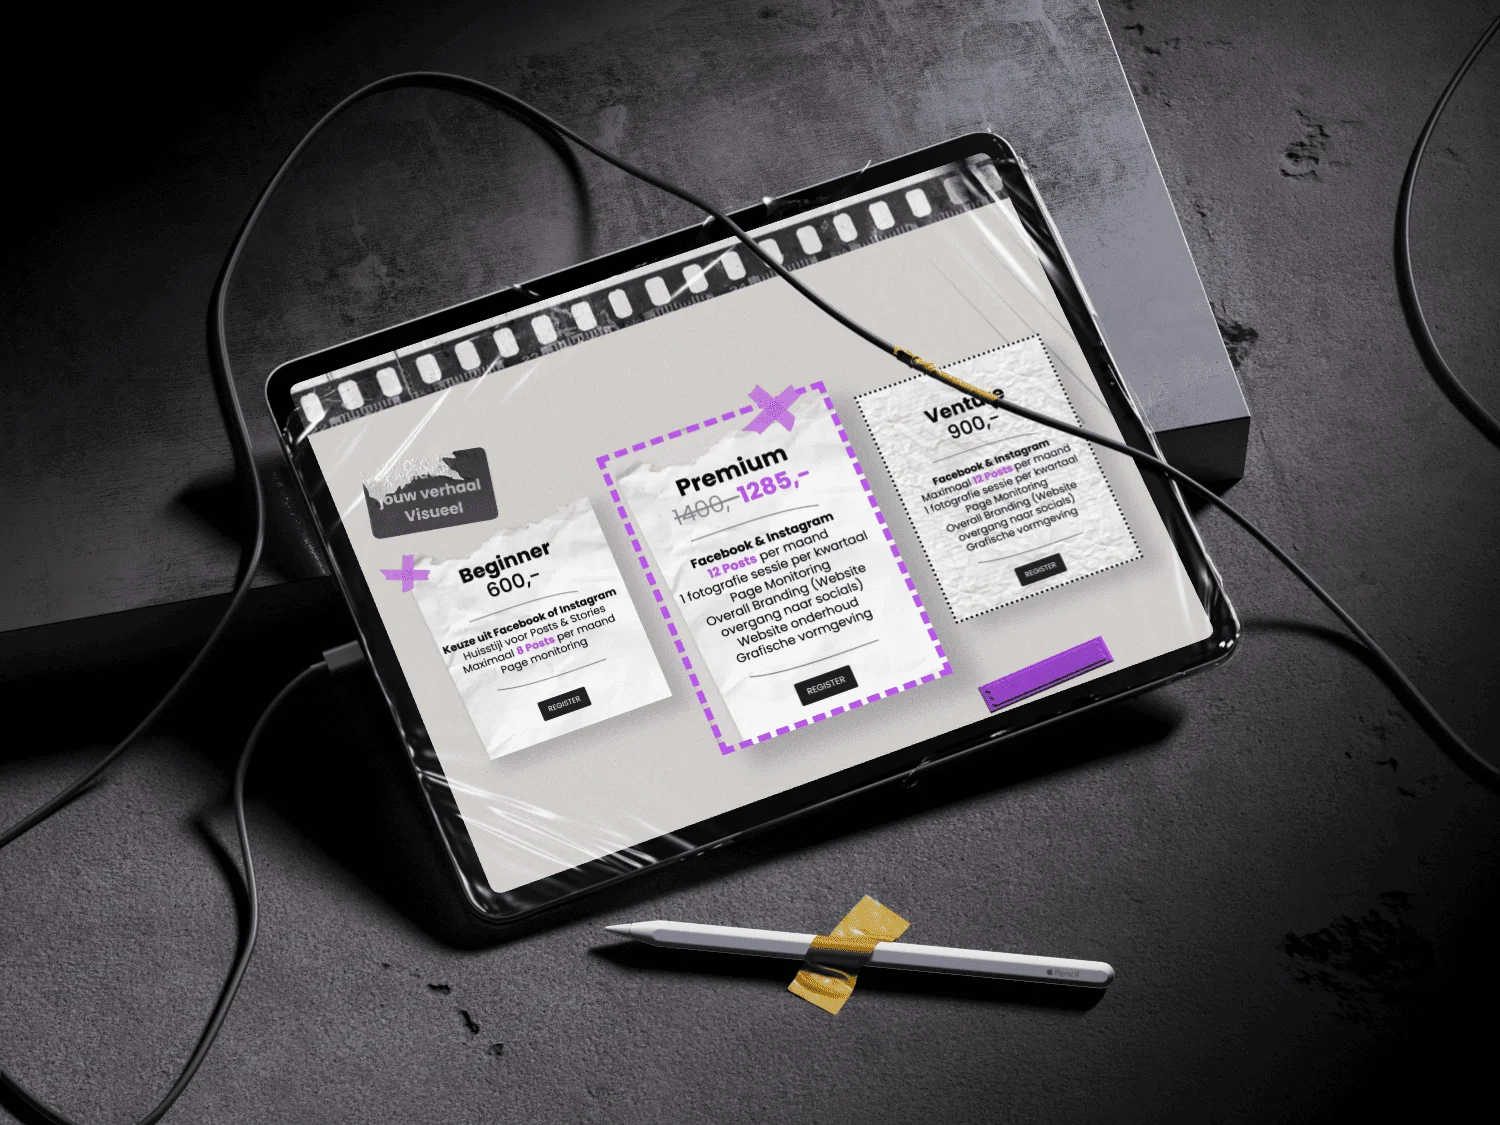 jouw verhaal
Visueel
Beginner
600,-
Keuze uit Facebook of Instagram
Huisstijl voor Posts & Stories
Maximaal 8 Posts per maand
Page monitoring
REGISTER
Premium
1400,- 1285,-
Facebook & Instagram
12 Posts per maand
1 fotografie sessie per kwartaal
Page Monitoring
Overall Branding (Website
overgang naar socials)
Website onderhoud
Grafische vormgeving
REGISTER
Venture
900,-
Facebook & Instagram
Maximaal 12 Posts per maand
1 fotografie sessie per kwartaal
Page Monitoring
Overall Branding (Website
overgang naar socials)
Grafische vormgeving
REGISTER
Pencil